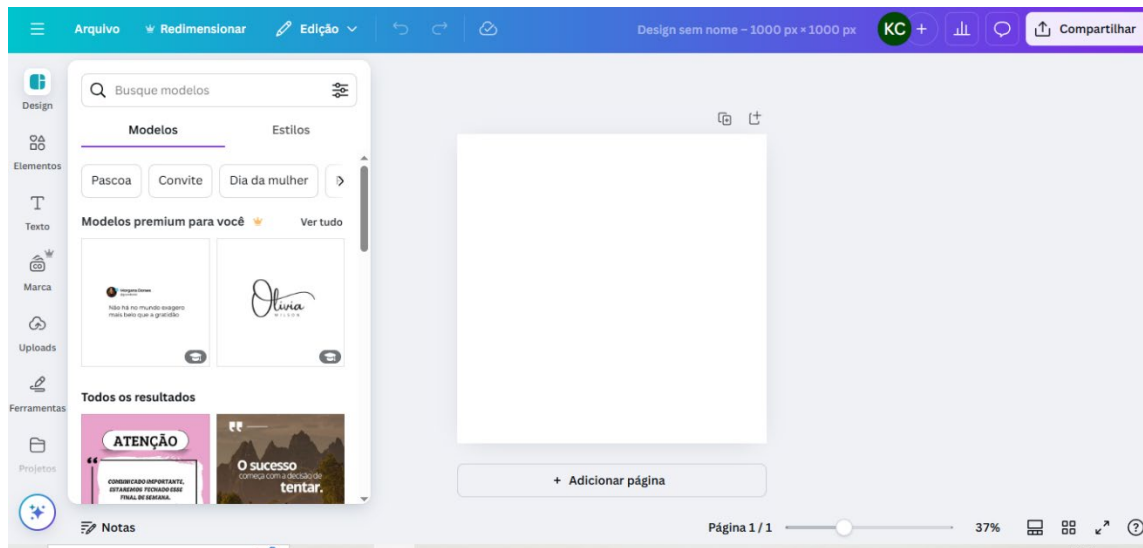 Arquivo
Redimensionar
Edição
Design sem nome – 1000 px × 1000 px
KC
+
Compartilhar
Design
Elementos
Texto
Marca
CO
Uploads
Ferramentas
Projetos
Busque modelos
Modelos
Estilos
Pascoa
Convite
Dia da mulher
Modelos premium para você
Ver tudo
Não há no mundo exagero
mais belo que a gratidão
Olivia
WILSON
Todos os resultados
ATENÇÃO
COMUNICADO IMPORTANTE,
ESTAREMOS FECHADO ESSE
FINAL DE SEMANA.
O sucesso
começa com a decisão de
tentar.
+ Adicionar página
Notas
Página 1 / 1
37%
?